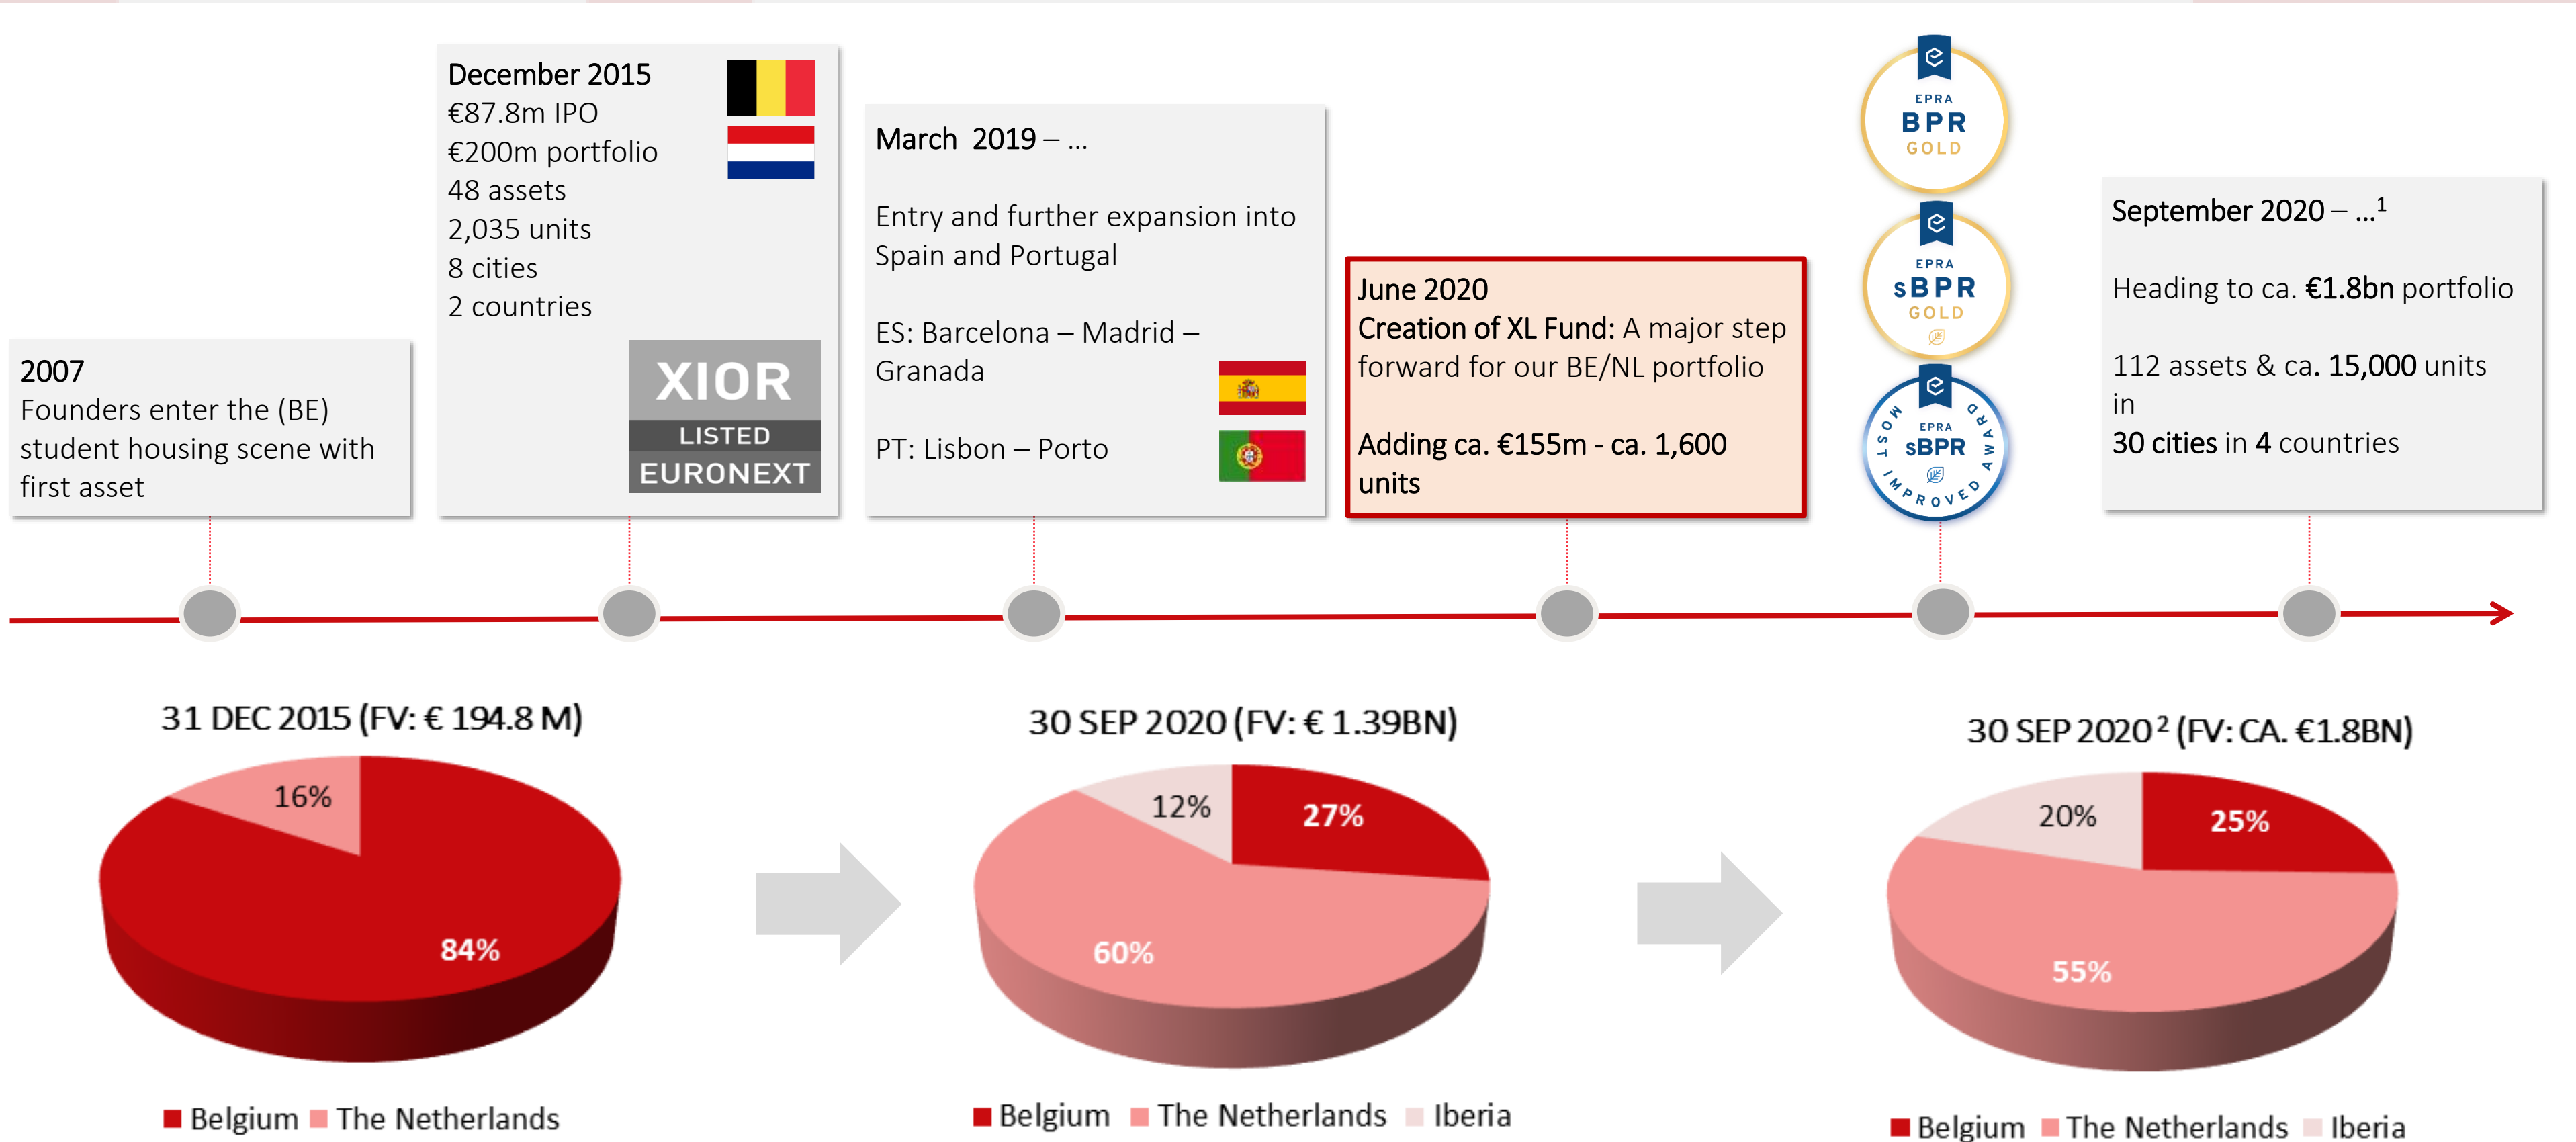 2007
Founders enter the (BE)
student housing scene with
first asset
December 2015
€87.8m IPO
€200m portfolio
48 assets
2,035 units
8 cities
2 countries
XIOR
LISTED
EURONEXT
March 2019 – ...
Entry and further expansion into
Spain and Portugal
ES: Barcelona – Madrid –
Granada
PT: Lisbon – Porto
June 2020
Creation of XL Fund: A major step
forward for our BE/NL portfolio
Adding ca. €155m - ca. 1,600
units
EPRA
BPR
GOLD
EPRA
sBPR
GOLD
EPRA
sBPR
MOST IMPROVED AWARD
September 2020 – ...¹
Heading to ca. €1.8bn portfolio
112 assets & ca. 15,000 units
in
30 cities in 4 countries
31 DEC 2015 (FV: € 194.8 M)
16%
84%
Belgium The Netherlands
30 SEP 2020 (FV: € 1.39BN)
12%
27%
60%
Belgium The Netherlands Iberia
30 SEP 2020² (FV: CA. €1.8BN)
20%
25%
55%
Belgium The Netherlands Iberia